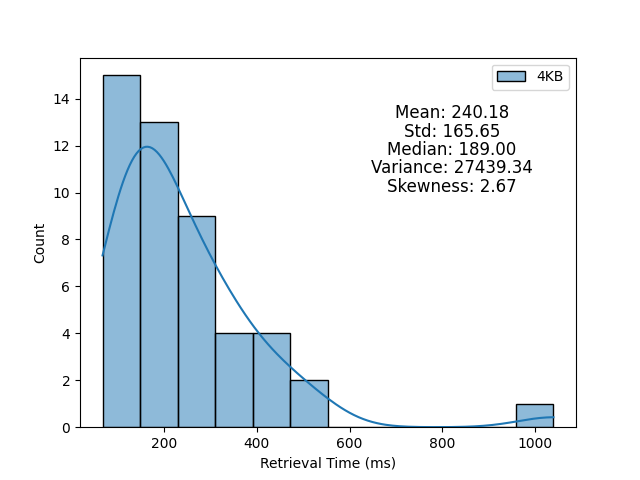 4KB
Mean: 240.18
Std: 165.65
Median: 189.00
Variance: 27439.34
Skewness: 2.67
14
12
10
8
6
4
2
0
Count
200 400 600 800 1000
Retrieval Time (ms)